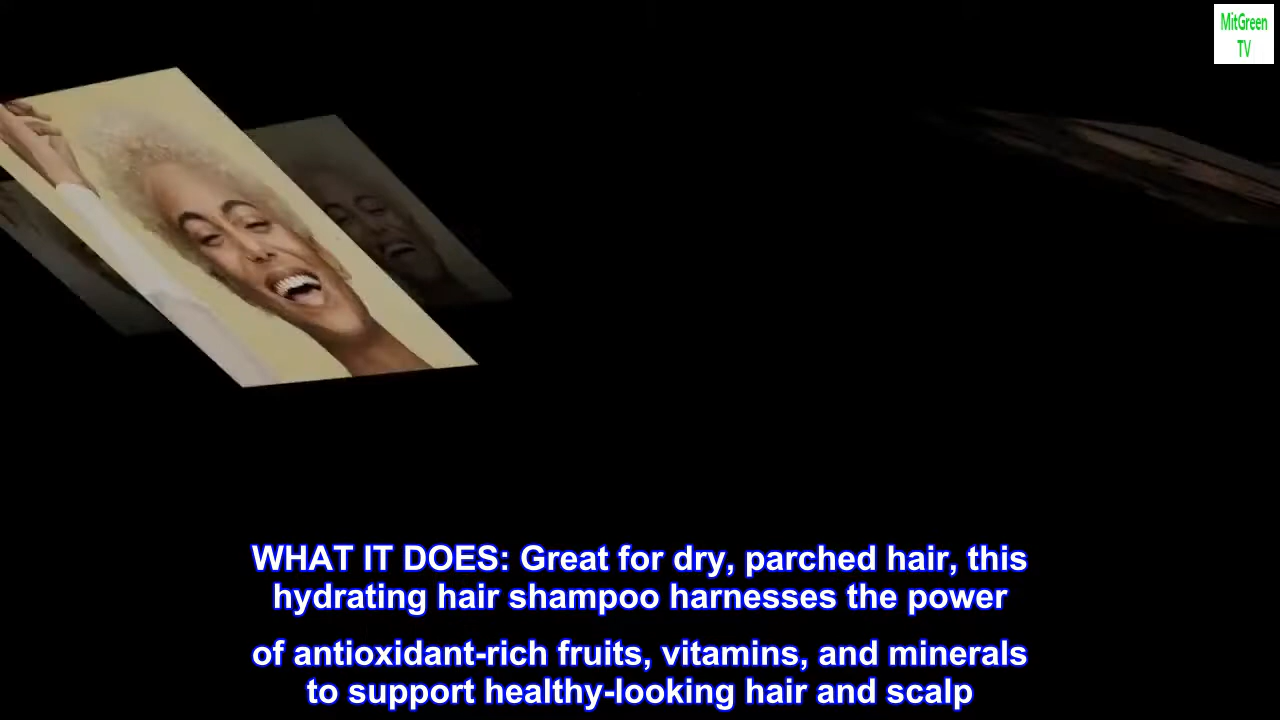 MitGreen
TV
WHAT IT DOES: Great for dry, parched hair, this
hydrating hair shampoo harnesses the power
of antioxidant-rich fruits, vitamins, and minerals
to support healthy-looking hair and scalp